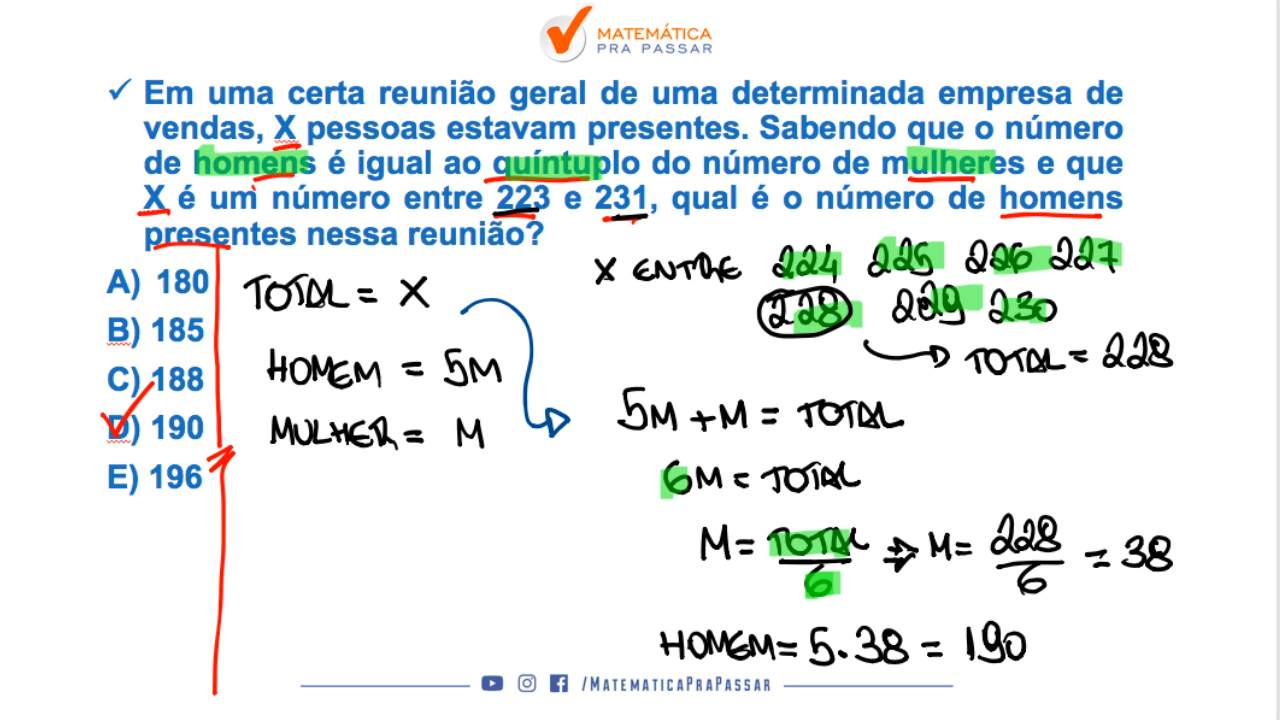 MATEMÁTICA
PRA PASSAR
✓ Em uma certa reunião geral de uma determinada empresa de
vendas, X pessoas estavam presentes. Sabendo que o número
de homens é igual ao quíntuplo do número de mulheres e que
X é um número entre 223 e 231, qual é o número de homens
presentes nessa reunião?
A) 180
B) 185
C) 188
D) 190
E) 196
TOTAL = X
HOMEM = 5M
MULHER = M
X ENTRE 224 225 226 227
228 229 230
TOTAL = 228
5M + M = TOTAL
6M = TOTAL
M = TOTAL/6 ⇒ M = 228/6 = 38
HOMEM = 5.38 = 190
/MATEMATICAPRAPASSAR